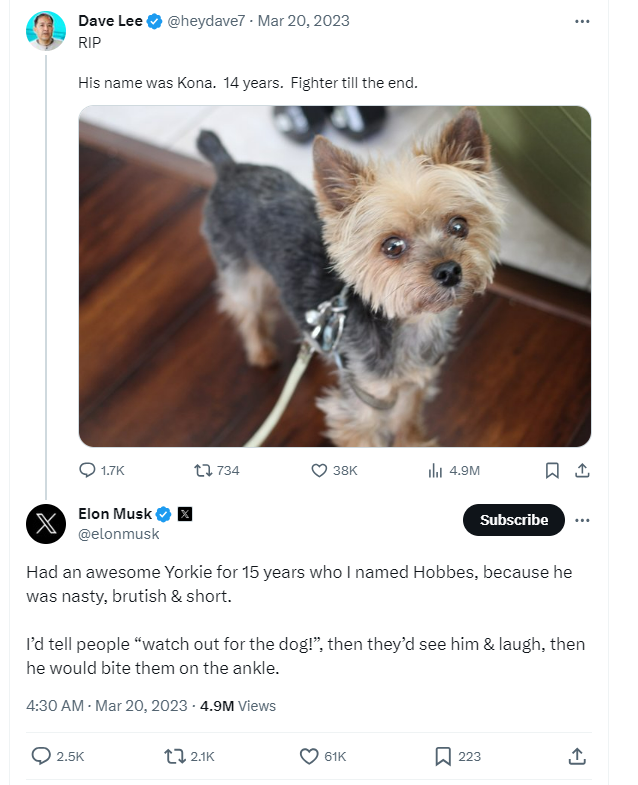 Dave Lee @heydave7 · Mar 20, 2023
RIP
His name was Kona. 14 years. Fighter till the end.
1.7K 734 38K 4.9M
Elon Musk
Subscribe
@elonmusk
Had an awesome Yorkie for 15 years who I named Hobbes, because he
was nasty, brutish & short.
I’d tell people “watch out for the dog!”, then they’d see him & laugh, then
he would bite them on the ankle.
4:30 AM · Mar 20, 2023 · 4.9M Views
2.5K 2.1K 61K 223